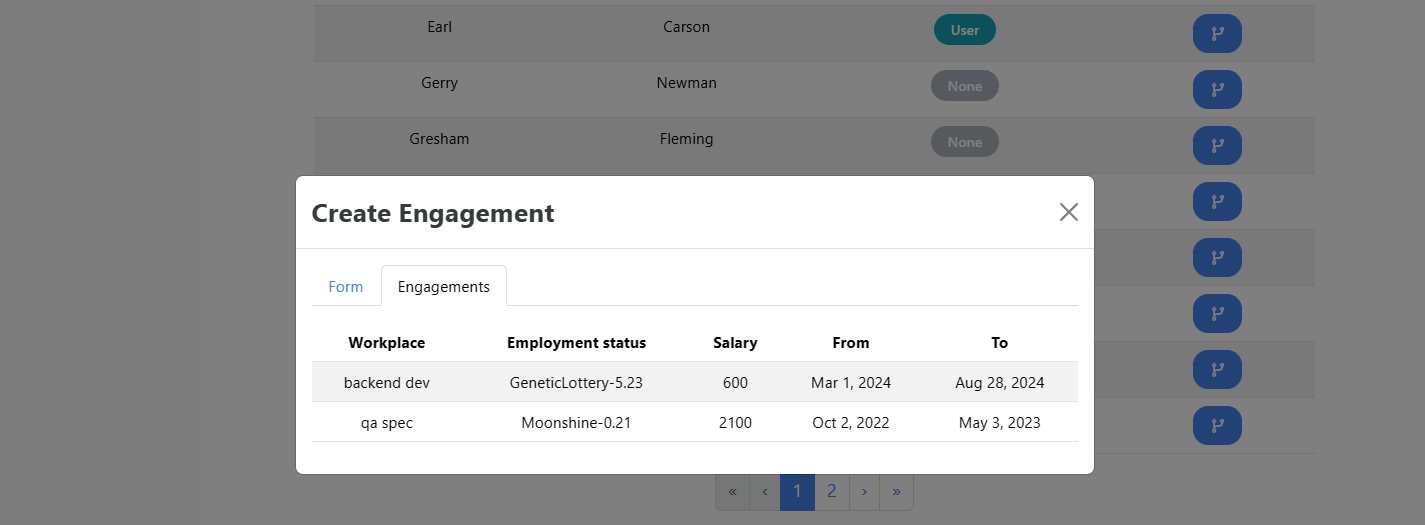 Earl Carson User
Gerry Newman None
Gresham Fleming None
Create Engagement
Form Engagements
Workplace Employment status Salary From To
backend dev GeneticLottery-5.23 600 Mar 1, 2024 Aug 28, 2024
qa spec Moonshine-0.21 2100 Oct 2, 2022 May 3, 2023
« ‹ 1 2 › »